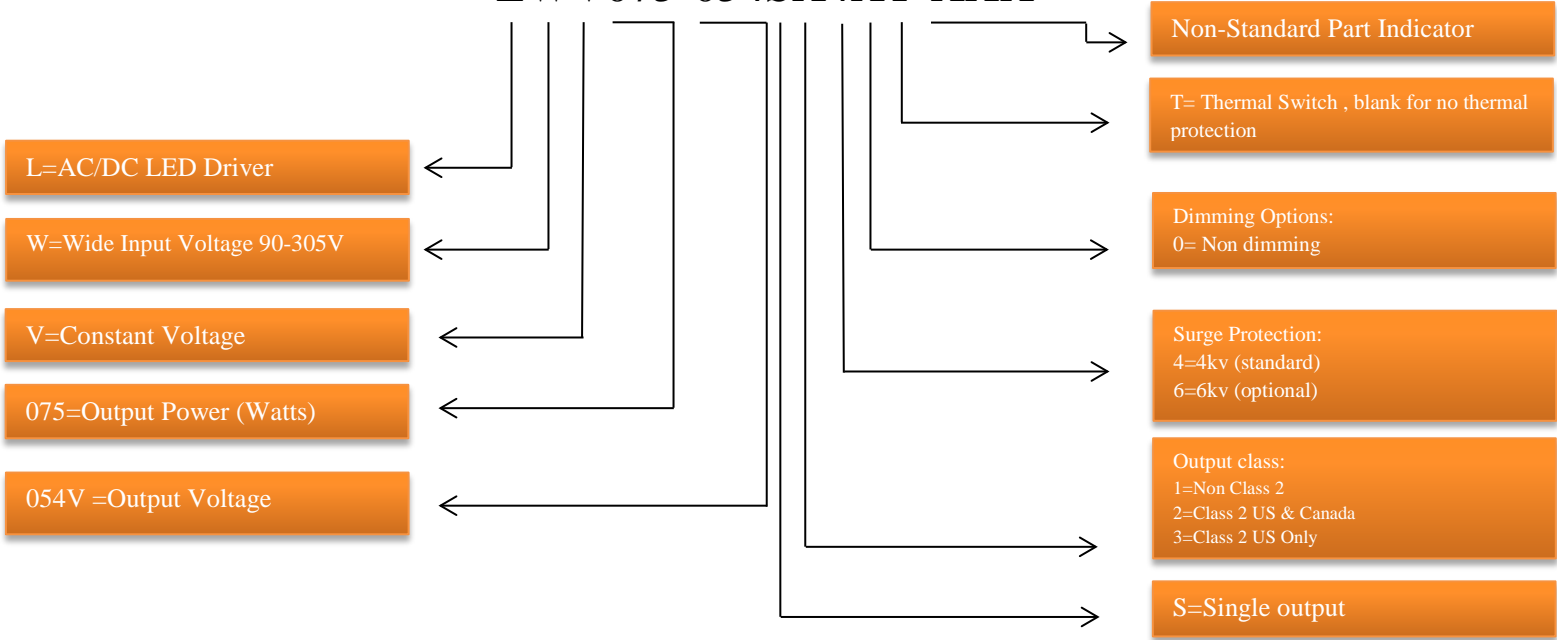 L=AC/DC LED Driver
W=Wide Input Voltage 90-305V
V=Constant Voltage
075=Output Power (Watts)
054V =Output Voltage
Non-Standard Part Indicator
T= Thermal Switch , blank for no thermal
protection
Dimming Options:
0= Non dimming
Surge Protection:
4=4kv (standard)
6=6kv (optional)
Output class:
1=Non Class 2
2=Class 2 US & Canada
3=Class 2 US Only
S=Single output